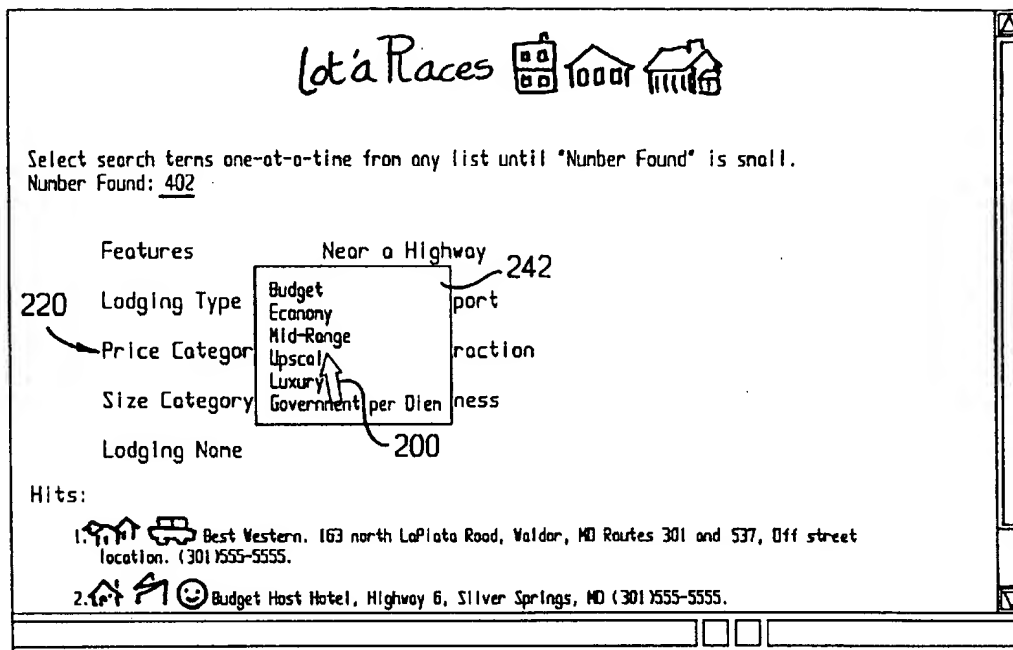 Lot'a Places
Select search terms one-at-a-time from any list until "Number Found" is small.
Number Found: 402
Features Near a Highway
242
Budget
220 Lodging Type Economy port
Mid-Range
Price Categor Upscal raction
Luxury
Size Category Government per Diem ness
Lodging Name 200
Hits:
1. Best Western. 163 north LaPlata Road, Waldor, MD Routes 301 and 537, Off street
location. (301)555-5555.
2. Budget Host Hotel, Highway 6, Silver Springs, MD (301)555-5555.